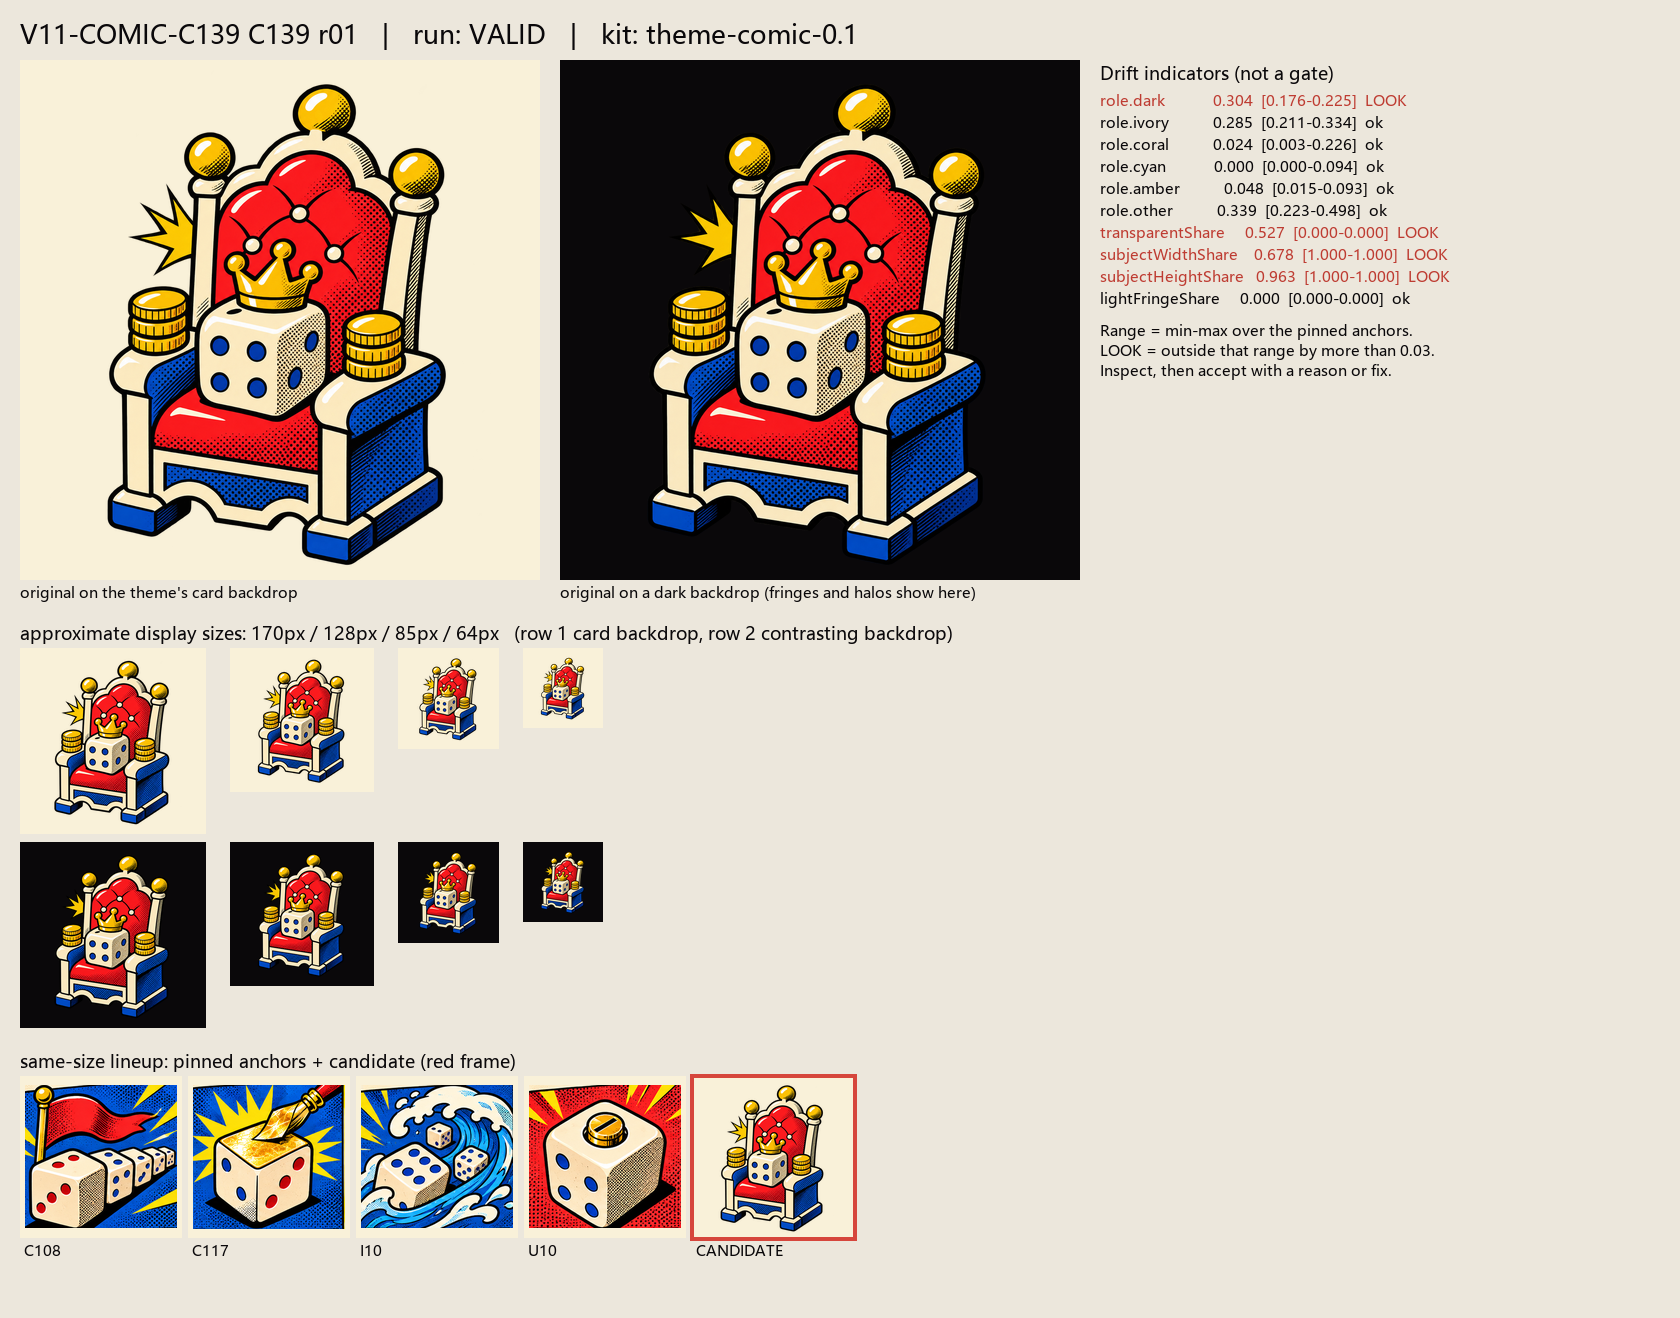 V11-COMIC-C139 C139 r01 | run: VALID | kit: theme-comic-0.1
Drift indicators (not a gate)
role.dark 0.304 [0.176-0.225] LOOK
role.ivory 0.285 [0.211-0.334] ok
role.coral 0.024 [0.003-0.226] ok
role.cyan 0.000 [0.000-0.094] ok
role.amber 0.048 [0.015-0.093] ok
role.other 0.339 [0.223-0.498] ok
transparentShare 0.527 [0.000-0.000] LOOK
subjectWidthShare 0.678 [1.000-1.000] LOOK
subjectHeightShare 0.963 [1.000-1.000] LOOK
lightFringeShare 0.000 [0.000-0.000] ok
Range = min-max over the pinned anchors.
LOOK = outside that range by more than 0.03.
Inspect, then accept with a reason or fix.
original on the theme's card backdrop
original on a dark backdrop (fringes and halos show here)
approximate display sizes: 170px / 128px / 85px / 64px (row 1 card backdrop, row 2 contrasting backdrop)
same-size lineup: pinned anchors + candidate (red frame)
C108
C117
I10
U10
CANDIDATE